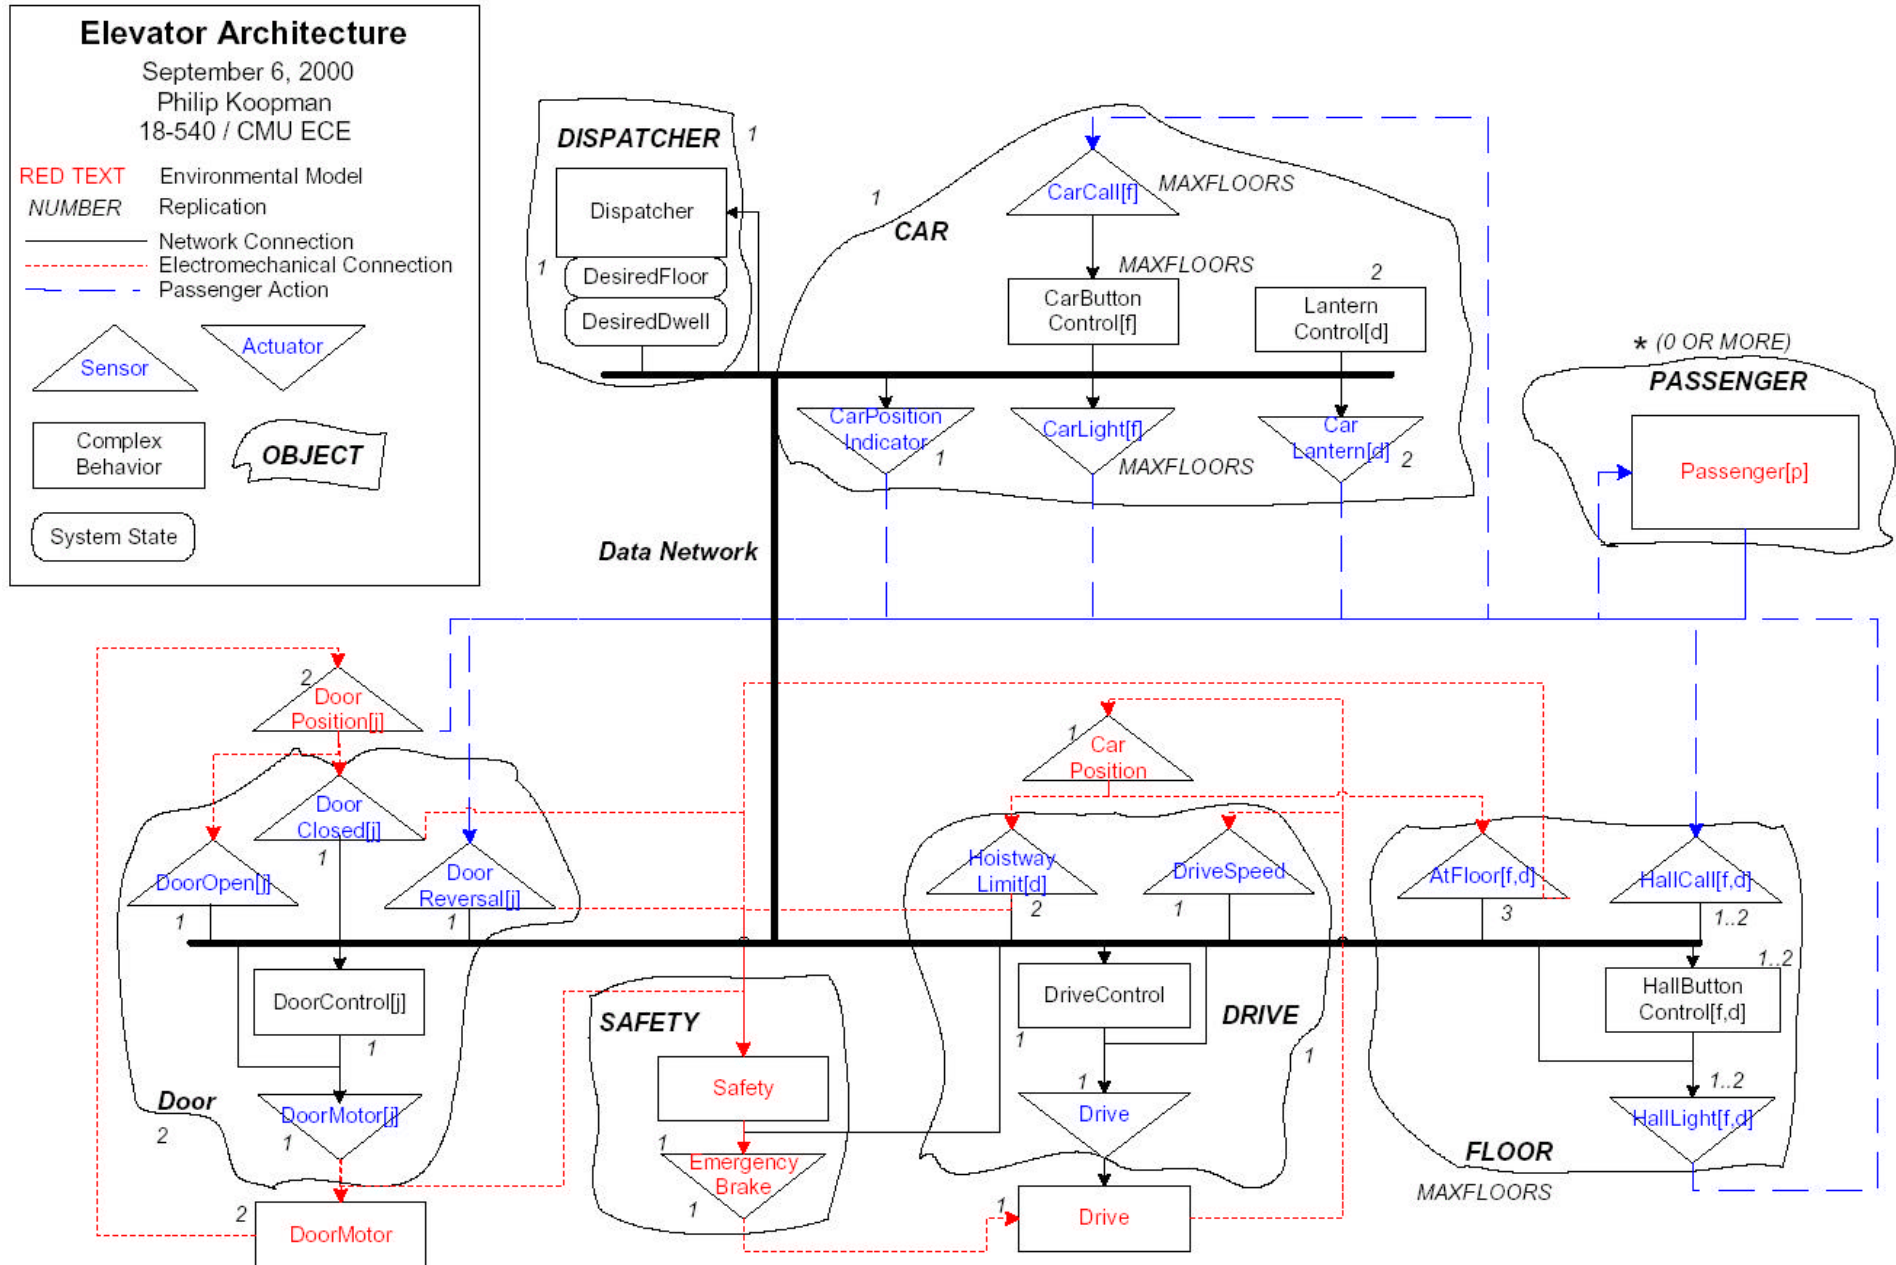 Elevator Architecture
September 6, 2000
Philip Koopman
18-540 / CMU ECE
RED TEXT Environmental Model
NUMBER Replication
Network Connection
Electromechanical Connection
Passenger Action
Sensor
Actuator
Complex
Behavior
OBJECT
System State
DISPATCHER
1
Dispatcher
1
DesiredFloor
DesiredDwell
1
CAR
CarCall[f]
MAXFLOORS
MAXFLOORS
CarButton
Control[f]
2
Lantern
Control[d]
CarPosition
Indicator
1
CarLight[f]
MAXFLOORS
Car
Lantern[d]
2
* (0 OR MORE)
PASSENGER
Passenger[p]
Data Network
2
Door
Position[j]
Door
Closed[j]
1
DoorOpen[j]
1
Door
Reversal[j]
1
DoorControl[j]
1
Door
2
DoorMotor[j]
1
2
DoorMotor
SAFETY
Safety
1
Emergency
Brake
1
1
Car
Position
Hoistway
Limit[d]
2
DriveSpeed
1
DriveControl
1
DRIVE
1
1
Drive
1
Drive
AtFloor[f,d]
3
HallCall[f,d]
1..2
1..2
HallButton
Control[f,d]
1..2
HallLight[f,d]
FLOOR
MAXFLOORS